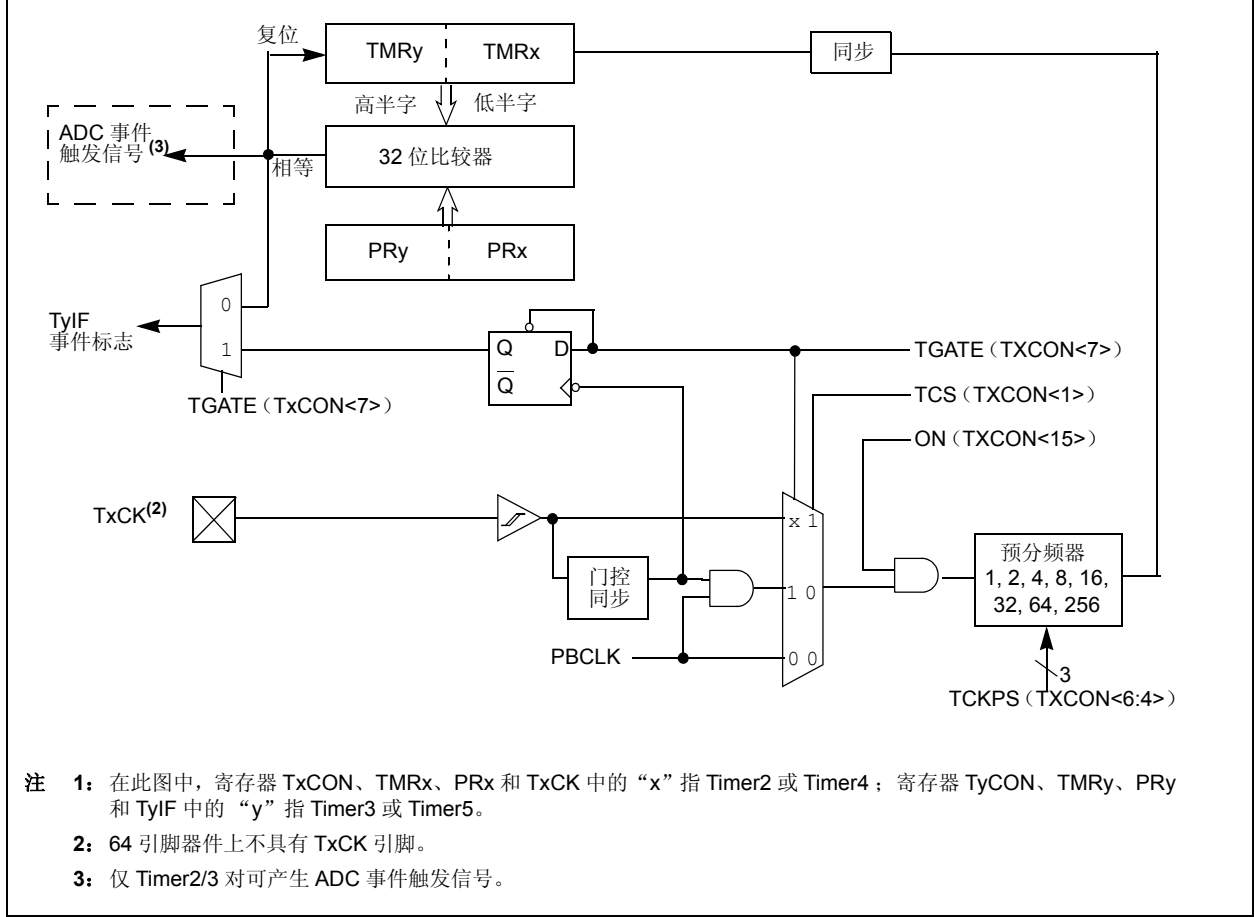 复位
TMRy TMRx
同步
高半字 低半字
ADC 事件
触发信号(3)
相等
32 位比较器
PRy PRx
0
1
TyIF
事件标志
Q D
Q
TGATE（TXCON<7>）
TGATE（TxCON<7>）
TCS（TXCON<1>）
ON（TXCON<15>）
TxCK(2)
x 1
门控
同步
1 0
预分频器
1, 2, 4, 8, 16,
32, 64, 256
PBCLK
0 0
3
TCKPS（TXCON<6:4>）
注 1：在此图中，寄存器 TxCON、TMRx、PRx 和 TxCK 中的“x”指 Timer2 或 Timer4；寄存器 TyCON、TMRy、PRy
和 TyIF 中的 “y”指 Timer3 或 Timer5。
2：64 引脚器件上不具有 TxCK 引脚。
3：仅 Timer2/3 对可产生 ADC 事件触发信号。